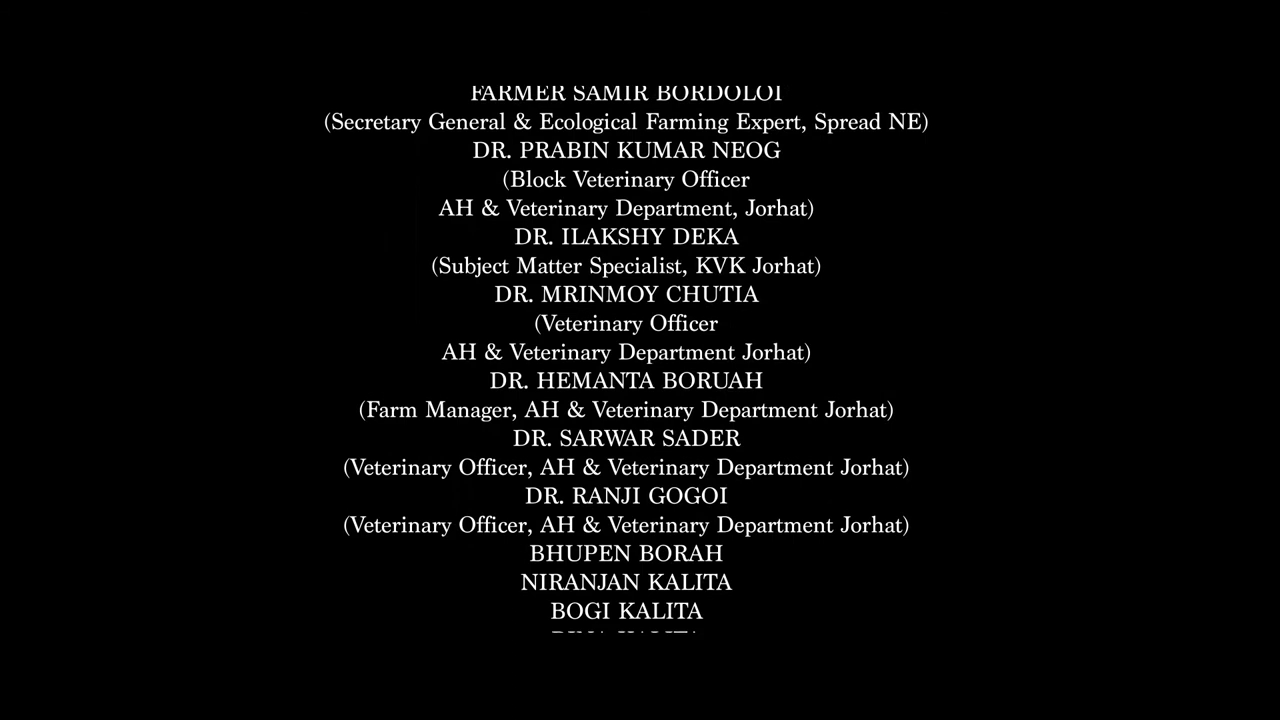 FARMER SAMIR BORDOLOI
(Secretary General & Ecological Farming Expert, Spread NE)
DR. PRABIN KUMAR NEOG
(Block Veterinary Officer
AH & Veterinary Department, Jorhat)
DR. ILAKSHY DEKA
(Subject Matter Specialist, KVK Jorhat)
DR. MRINMOY CHUTIA
(Veterinary Officer
AH & Veterinary Department Jorhat)
DR. HEMANTA BORUAH
(Farm Manager, AH & Veterinary Department Jorhat)
DR. SARWAR SADER
(Veterinary Officer, AH & Veterinary Department Jorhat)
DR. RANJI GOGOI
(Veterinary Officer, AH & Veterinary Department Jorhat)
BHUPEN BORAH
NIRANJAN KALITA
BOGI KALITA